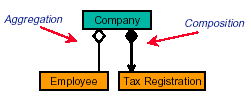 Aggregation
Company
Composition
Employee
Tax Registration